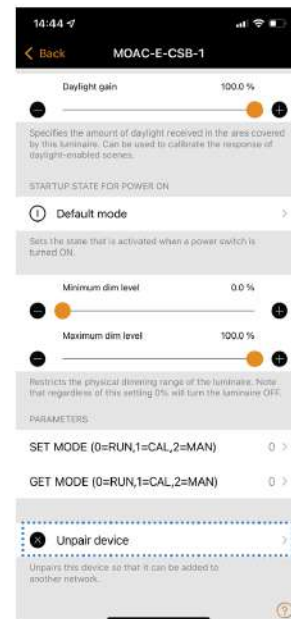 14:44
Back MOAC-E-CSB-1
Daylight gain 100.0 %
Specifies the amount of daylight received in the area covered
by this luminaire. Can be used to calibrate the response of
daylight-enabled scenes.
STARTUP STATE FOR POWER ON
Default mode
Sets the state that is activated when a power switch is
turned ON.
Minimum dim level 0.0 %
Maximum dim level 100.0 %
Restricts the physical dimming range of the luminaire. Note
that regardless of this setting 0% will turn the luminaire OFF.
PARAMETERS
SET MODE (0=RUN,1=CAL,2=MAN) 0
GET MODE (0=RUN,1=CAL,2=MAN) 0
Unpair device
Unpairs this device so that it can be added to
another network.
?